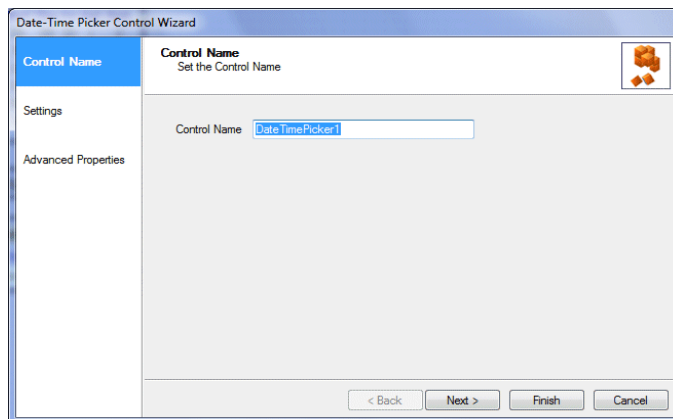 Date-Time Picker Control Wizard
Control Name
Settings
Advanced Properties
Control Name
Set the Control Name
Control Name DateTimePicker1
< Back Next > Finish Cancel